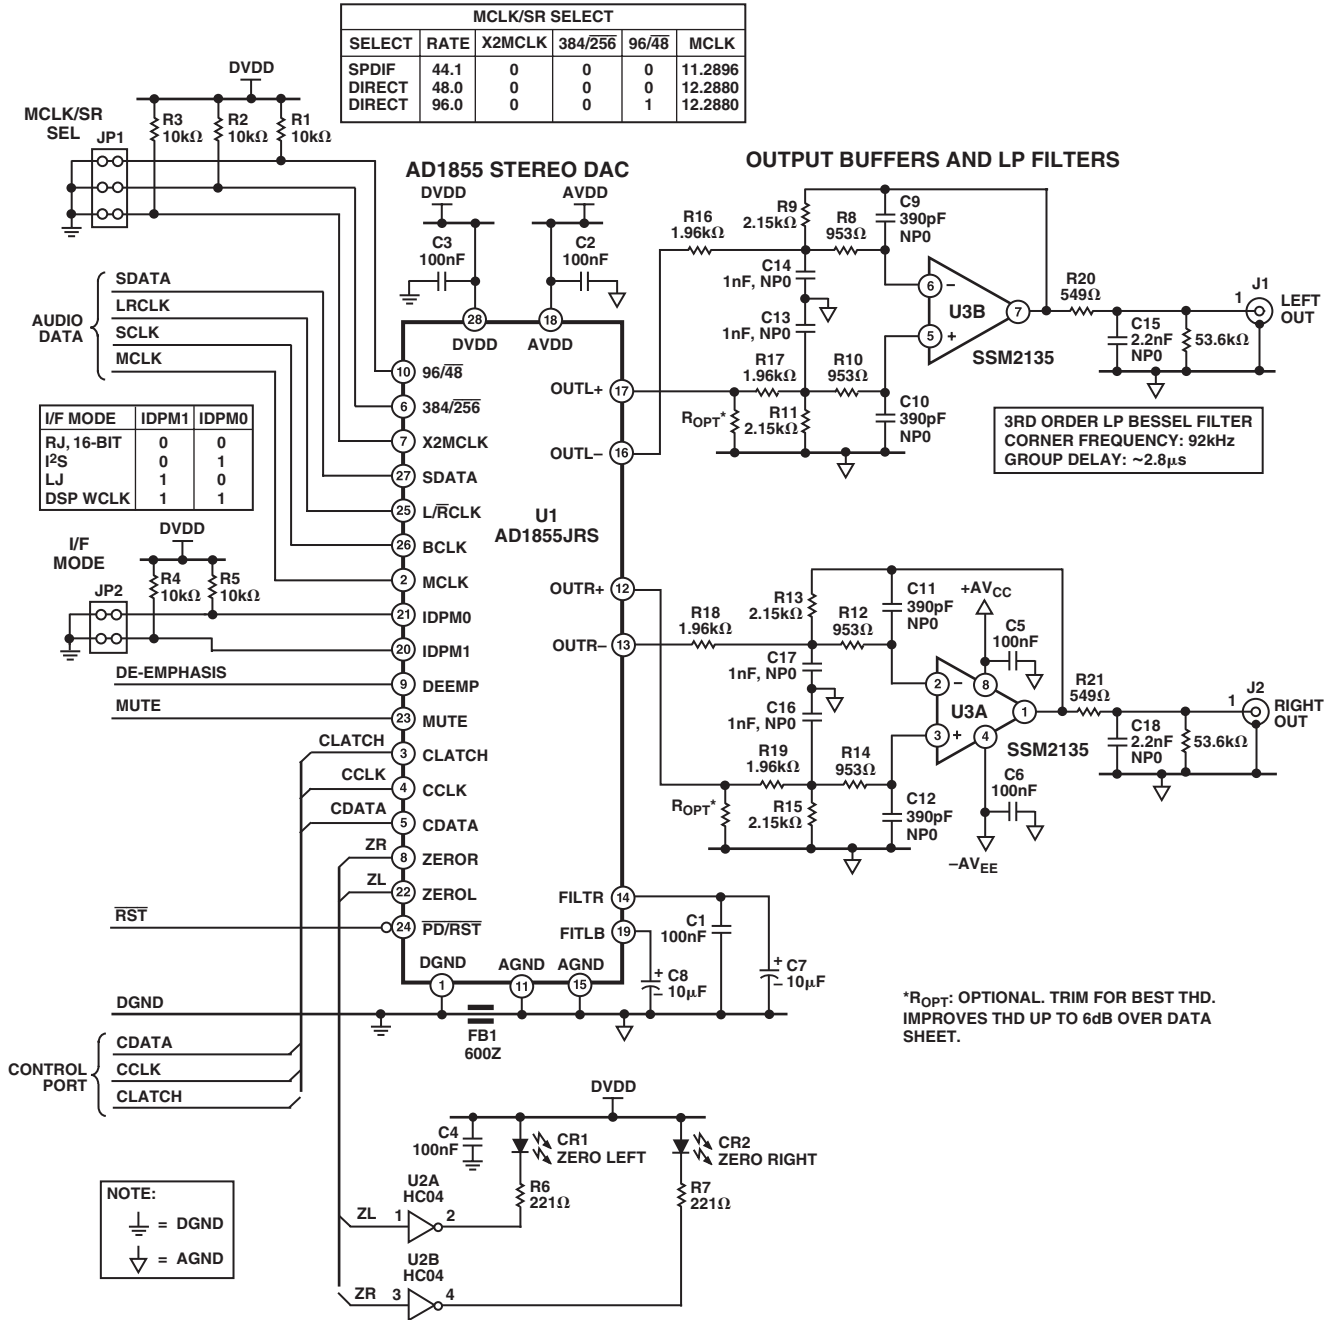 MCLK/SR SELECT
SELECT RATE X2MCLK 384/256 96/48 MCLK
SPDIF 44.1 0 0 0 11.2896
DIRECT 48.0 0 0 0 12.2880
DIRECT 96.0 0 0 1 12.2880
DVDD
MCLK/SR
SEL
JP1
R3
10kΩ
R2
10kΩ
R1
10kΩ
AD1855 STEREO DAC
DVDD
AVDD
C3
100nF
C2
100nF
28
DVDD
18
AVDD
AUDIO
DATA
SDATA
LRCLK
SCLK
MCLK
I/F MODE IDPM1 IDPM0
RJ, 16-BIT 0 0
I2S 0 1
LJ 1 0
DSP WCLK 1 1
I/F
MODE
DVDD
JP2
R4
10kΩ
R5
10kΩ
DE-EMPHASIS
MUTE
CLATCH
CCLK
CDATA
ZR
ZL
RST
10 96/48
6 384/256
7 X2MCLK
27 SDATA
25 L/RCLK
26 BCLK
2 MCLK
21 IDPM0
20 IDPM1
9 DEEMP
23 MUTE
3 CLATCH
4 CCLK
5 CDATA
8 ZEROR
22 ZEROL
24 PD/RST
U1
AD1855JRS
OUTL+ 17
OUTL– 16
OUTR+ 12
OUTR– 13
FILTR 14
FITLB 19
DGND
1
AGND
11
AGND
15
OUTPUT BUFFERS AND LP FILTERS
R16
1.96kΩ
R9
2.15kΩ
R8
953Ω
C9
390pF
NP0
C14
1nF, NP0
C13
1nF, NP0
R17
1.96kΩ
R10
953Ω
ROPT*
R11
2.15kΩ
C10
390pF
NP0
6 –
5 +
U3B
7
SSM2135
R20
549Ω
C15
2.2nF
NP0
53.6kΩ
J1
1
LEFT
OUT
3RD ORDER LP BESSEL FILTER
CORNER FREQUENCY: 92kHz
GROUP DELAY: ~2.8μs
R18
1.96kΩ
R13
2.15kΩ
R12
953Ω
C11
390pF
NP0
+AVCC
C5
100nF
C17
1nF, NP0
C16
1nF, NP0
R19
1.96kΩ
R14
953Ω
ROPT*
R15
2.15kΩ
C12
390pF
NP0
2 –
8
3 +
U3A
4
1
SSM2135
C6
100nF
–AVEE
R21
549Ω
C18
2.2nF
NP0
53.6kΩ
J2
1
RIGHT
OUT
C1
100nF
+
–
C8
10μF
+
–
C7
10μF
DGND
FB1
600Z
*ROPT: OPTIONAL. TRIM FOR BEST THD.
IMPROVES THD UP TO 6dB OVER DATA
SHEET.
CONTROL
PORT
CDATA
CCLK
CLATCH
DVDD
C4
100nF
CR1
ZERO LEFT
CR2
ZERO RIGHT
R6
221Ω
R7
221Ω
U2A
HC04
ZL 1 2
U2B
HC04
ZR 3 4
NOTE:
= DGND
= AGND